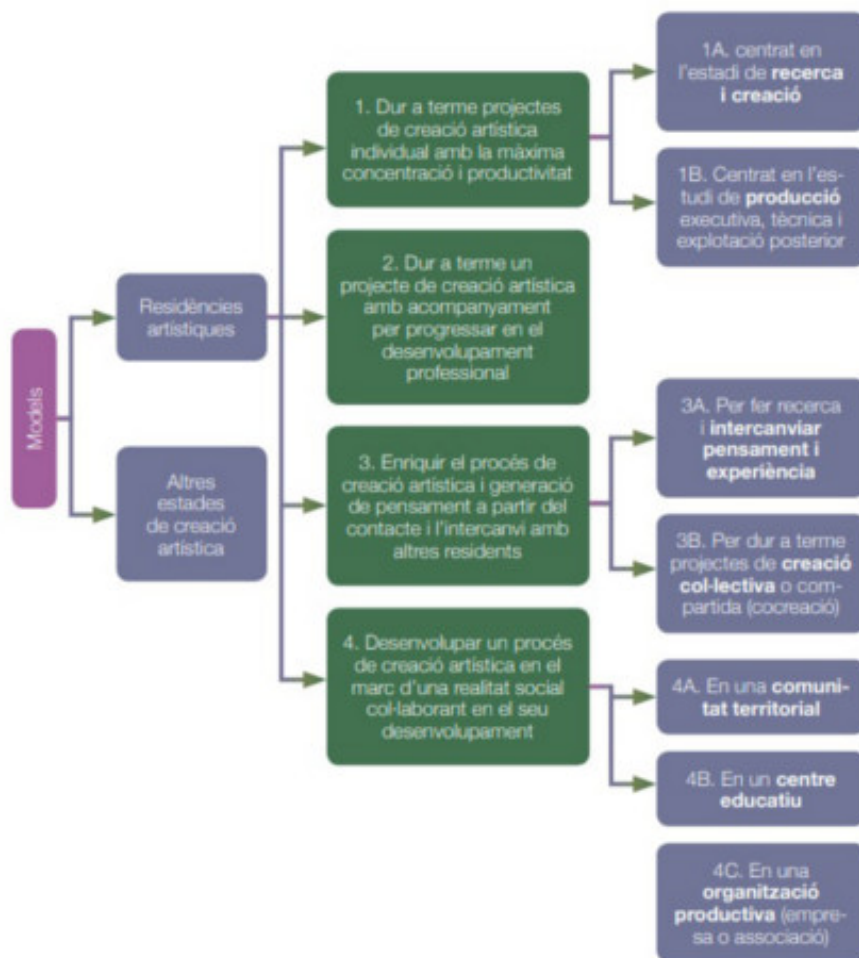 Models
Residències
artístiques
Altres
estades
de creació
artística
1. Dur a terme projectes
de creació artística
individual amb la màxima
concentració i productivitat
2. Dur a terme un
projecte de creació artística
amb acompanyament
per progressar en el
desenvolupament
professional
3. Enriquir el procés de
creació artística i generació
de pensament a partir del
contacte i l'intercanvi amb
altres residents
4. Desenvolupar un procés
de creació artística en el
marc d'una realitat social
col·laborant en el seu
desenvolupament
1A. centrat en
l'estadi de recerca
i creació
1B. Centrat en l'es-
tudi de producció
executiva, tècnica i
explotació posterior
3A. Per fer recerca
i intercanviar
pensament i
experiència
3B. Per dur a terme
projectes de creació
col·lectiva o com-
partida (cocreació)
4A. En una comuni-
tat territorial
4B. En un centre
educatiu
4C. En una
organització
productiva (empre-
sa o associació)